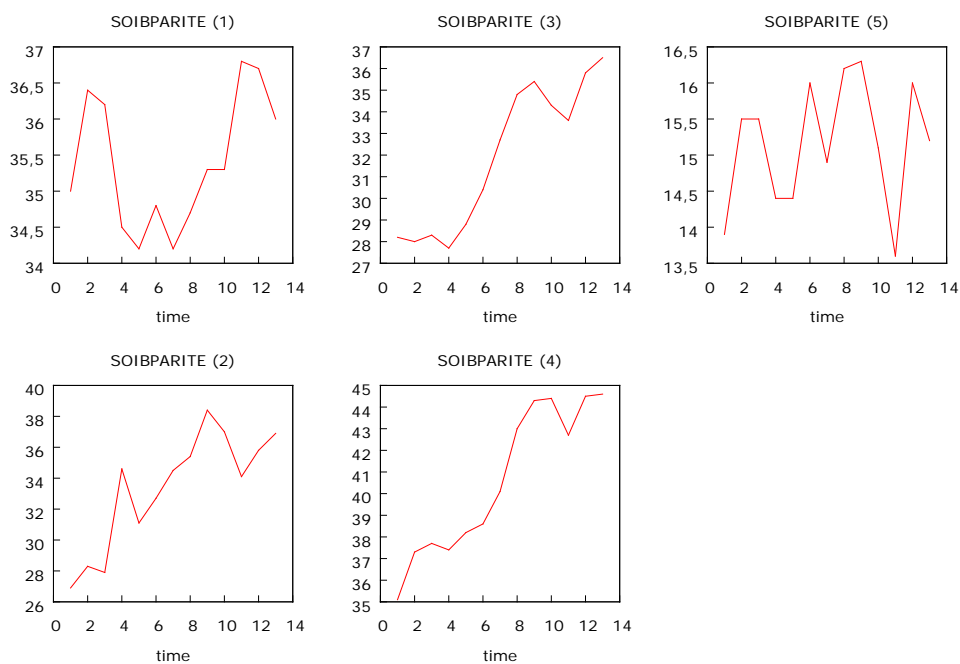 SOIBPARITE (1)
37
36,5
36
35,5
35
34,5
34
0 2 4 6 8 10 12 14
time
SOIBPARITE (3)
37
36
35
34
33
32
31
30
29
28
27
0 2 4 6 8 10 12 14
time
SOIBPARITE (5)
16,5
16
15,5
15
14,5
14
13,5
0 2 4 6 8 10 12 14
time
SOIBPARITE (2)
40
38
36
34
32
30
28
26
0 2 4 6 8 10 12 14
time
SOIBPARITE (4)
45
44
43
42
41
40
39
38
37
36
35
0 2 4 6 8 10 12 14
time